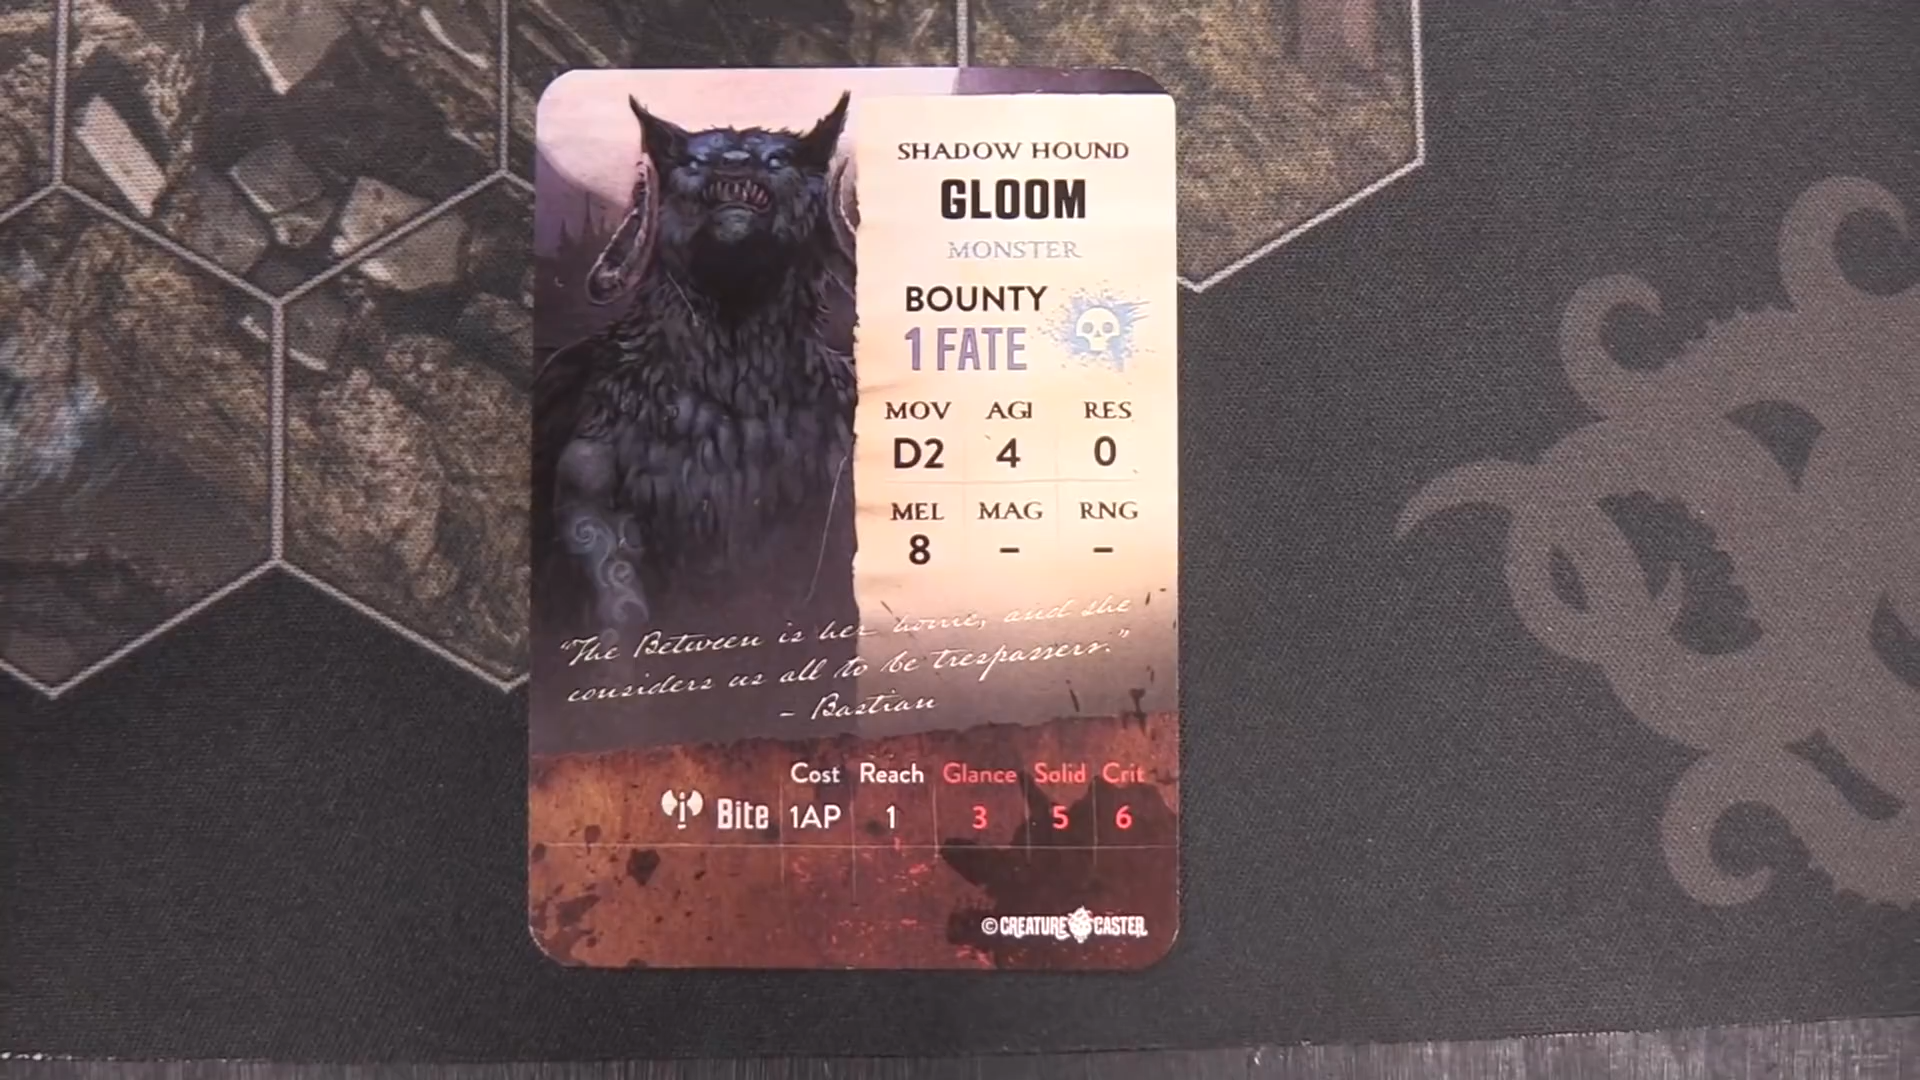 SHADOW HOUND
GLOOM
MONSTER
BOUNTY
1 FATE
MOV AGI RES
D2 4 0
MEL MAG RNG
8 – –
"The Between is her home, and she
considers us all to be trespassers."
– Bastian
Cost Reach Glance Solid Crit
Bite 1AP 1 3 5 6
© CREATURE CASTER